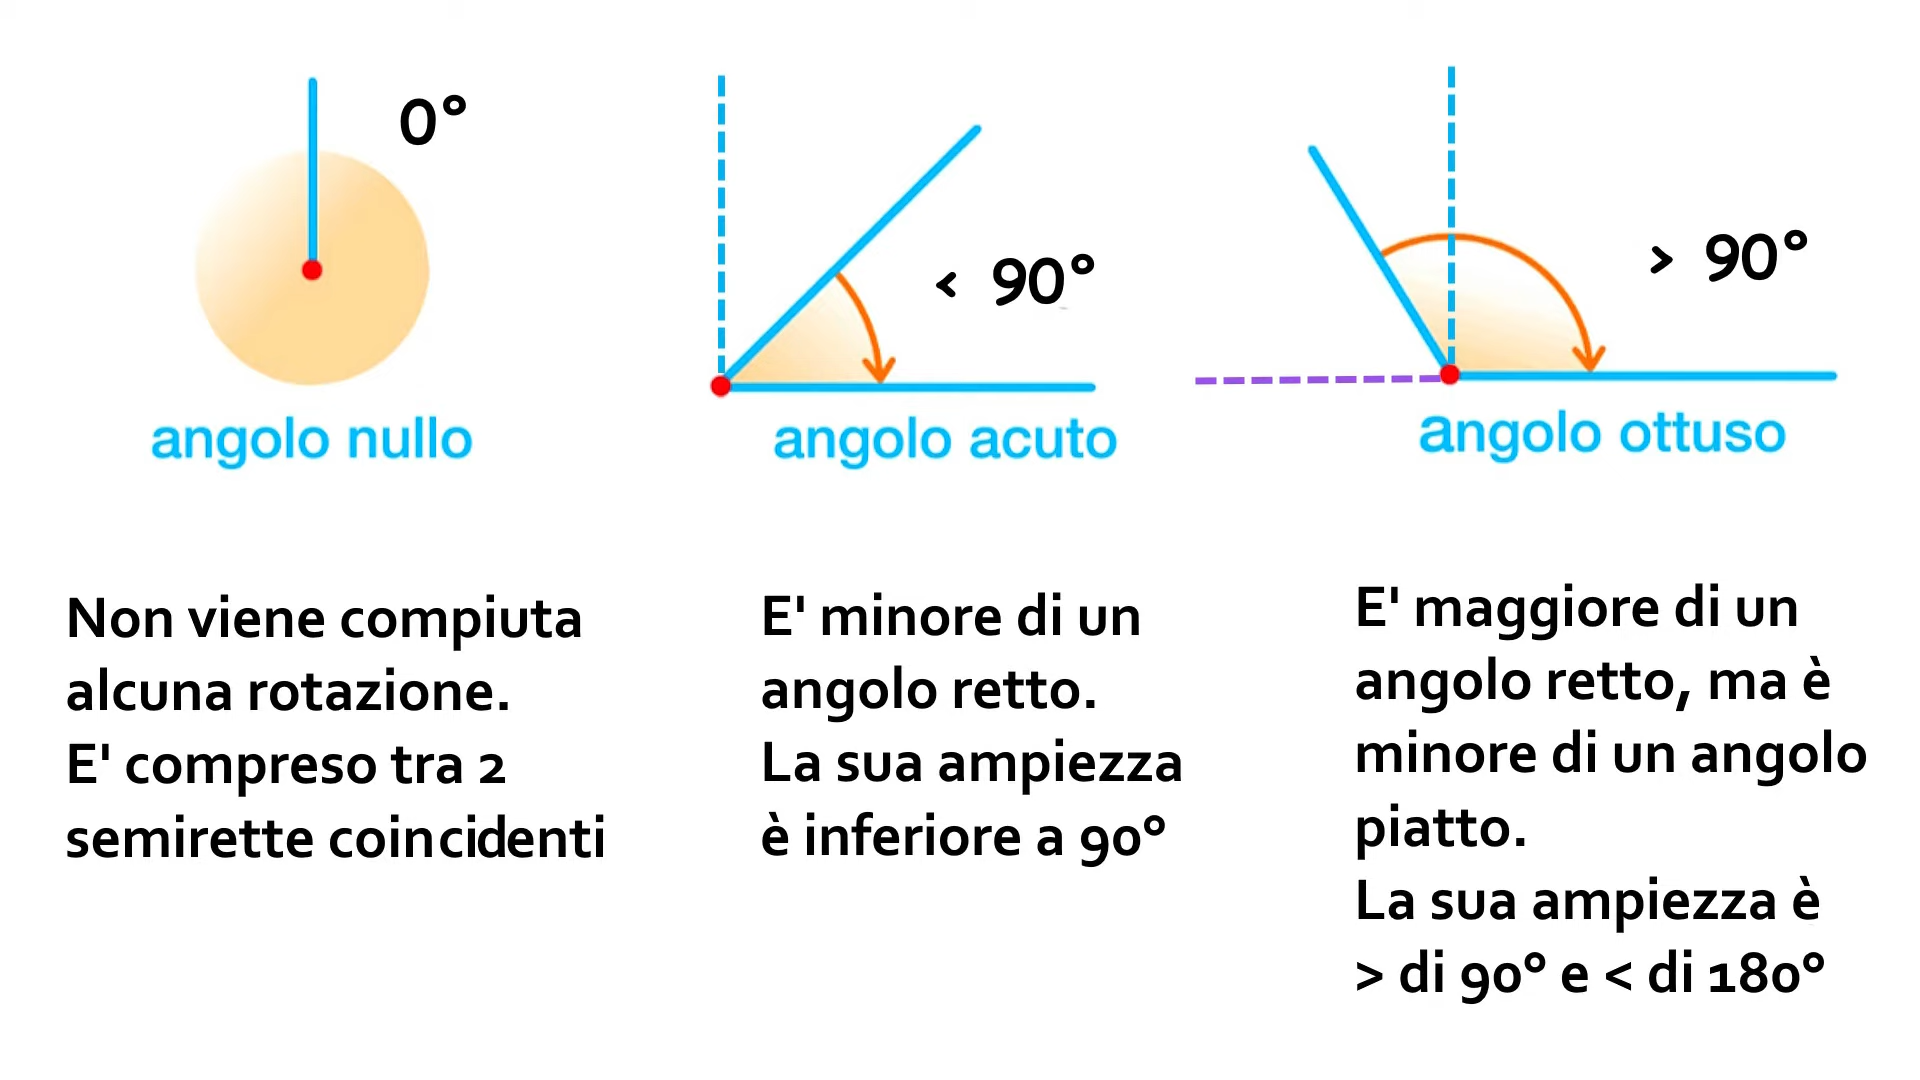 0°
< 90°
> 90°
angolo nullo
angolo acuto
angolo ottuso
Non viene compiuta
alcuna rotazione.
E' compreso tra 2
semirette coincidenti
E' minore di un
angolo retto.
La sua ampiezza
è inferiore a 90°
E' maggiore di un
angolo retto, ma è
minore di un angolo
piatto.
La sua ampiezza è
> di 90° e < di 180°